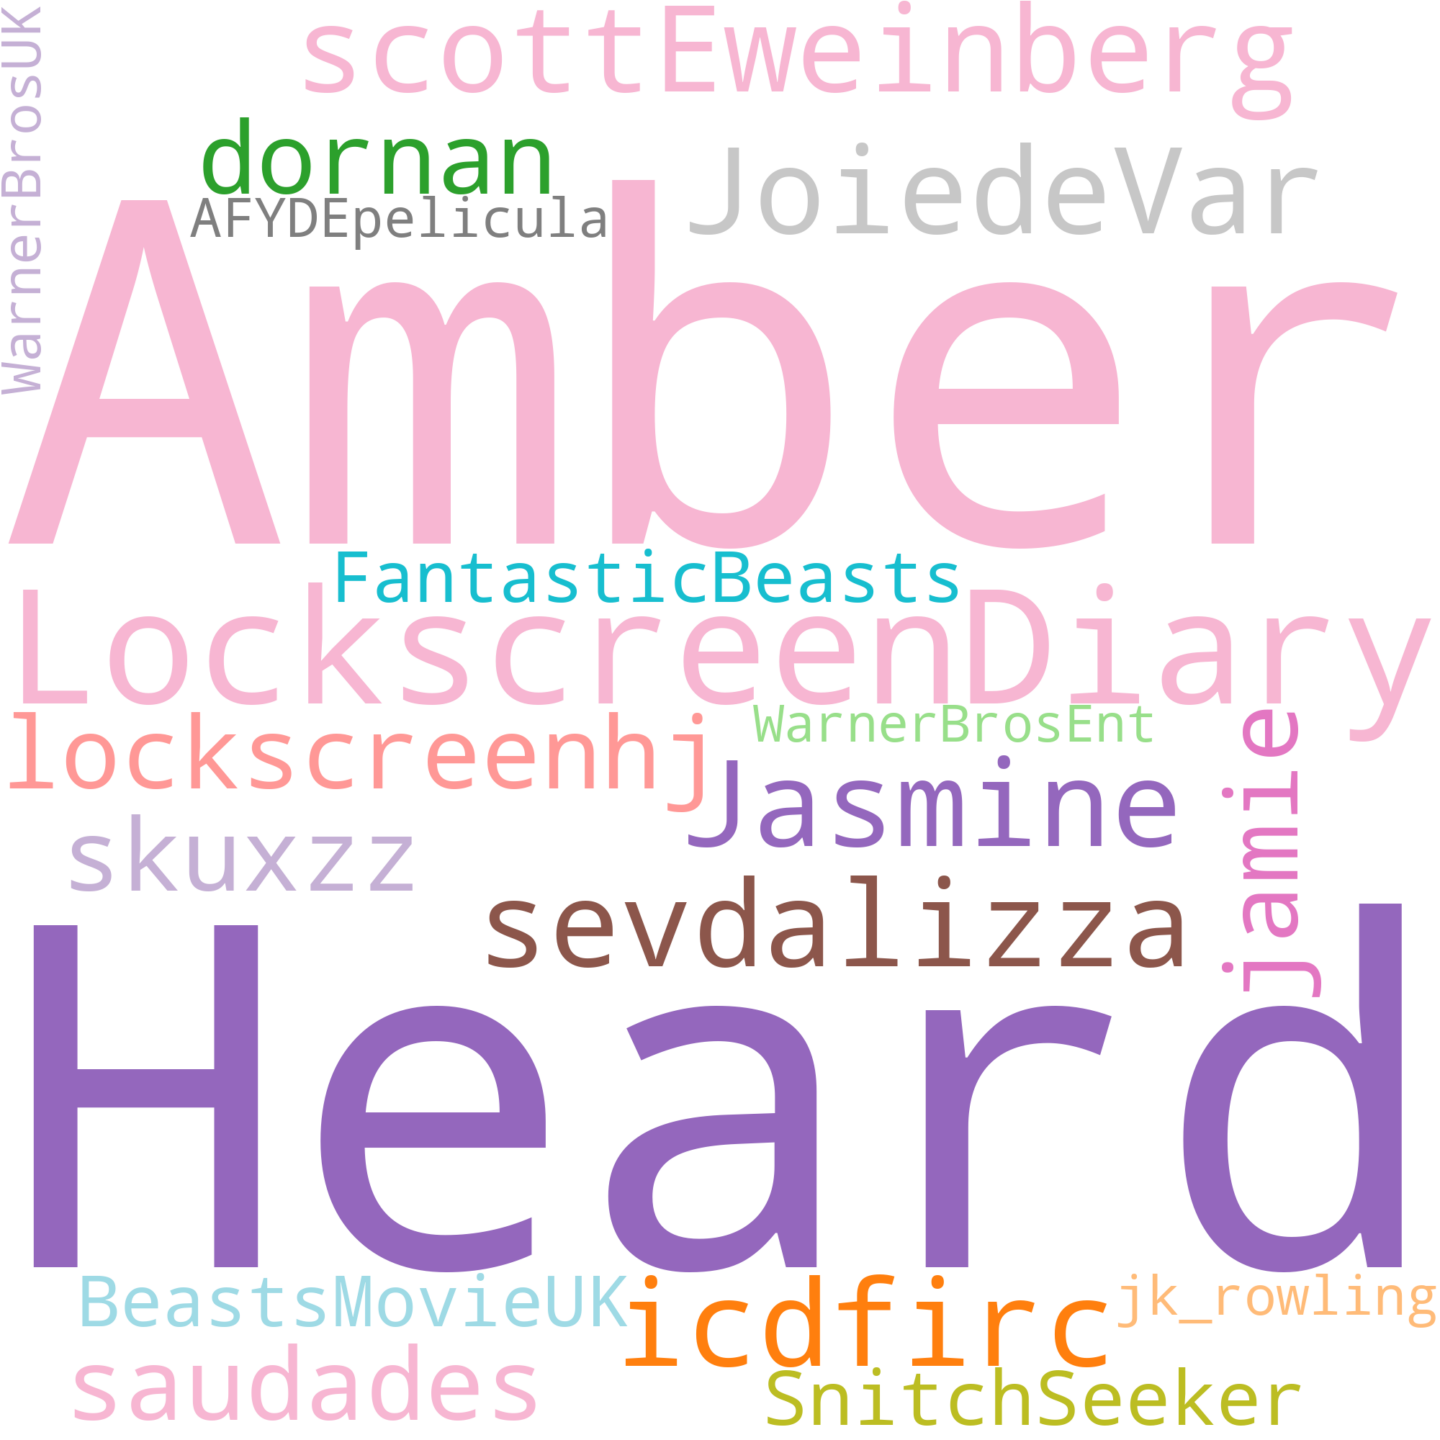 WarnerBrosUK
scottEweinberg
dornan
JoiedeVar
AFYDEpelicula
Amber
FantasticBeasts
LockscreenDiary
lockscreenhj
WarnerBrosEnt
jamie
Jasmine
skuxzz
sevdalizza
Heard
BeastsMovieUK
icdfirc
jk_rowling
saudades
SnitchSeeker